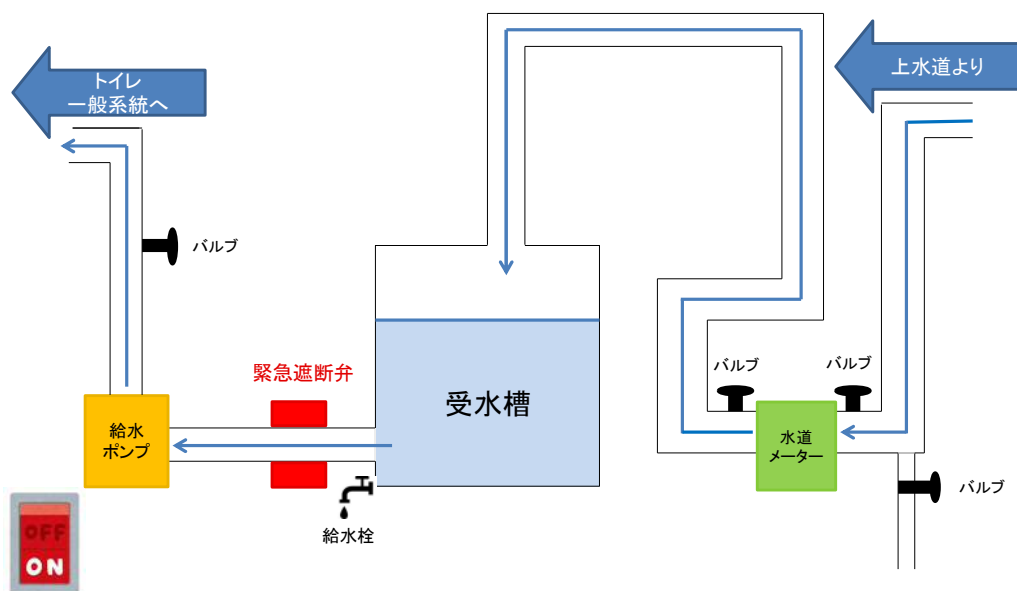 トイレ
一般系統へ
上水道より
バルブ
緊急遮断弁
受水槽
バルブ
バルブ
給水
ポンプ
水道
メーター
バルブ
給水栓
OFF
ON